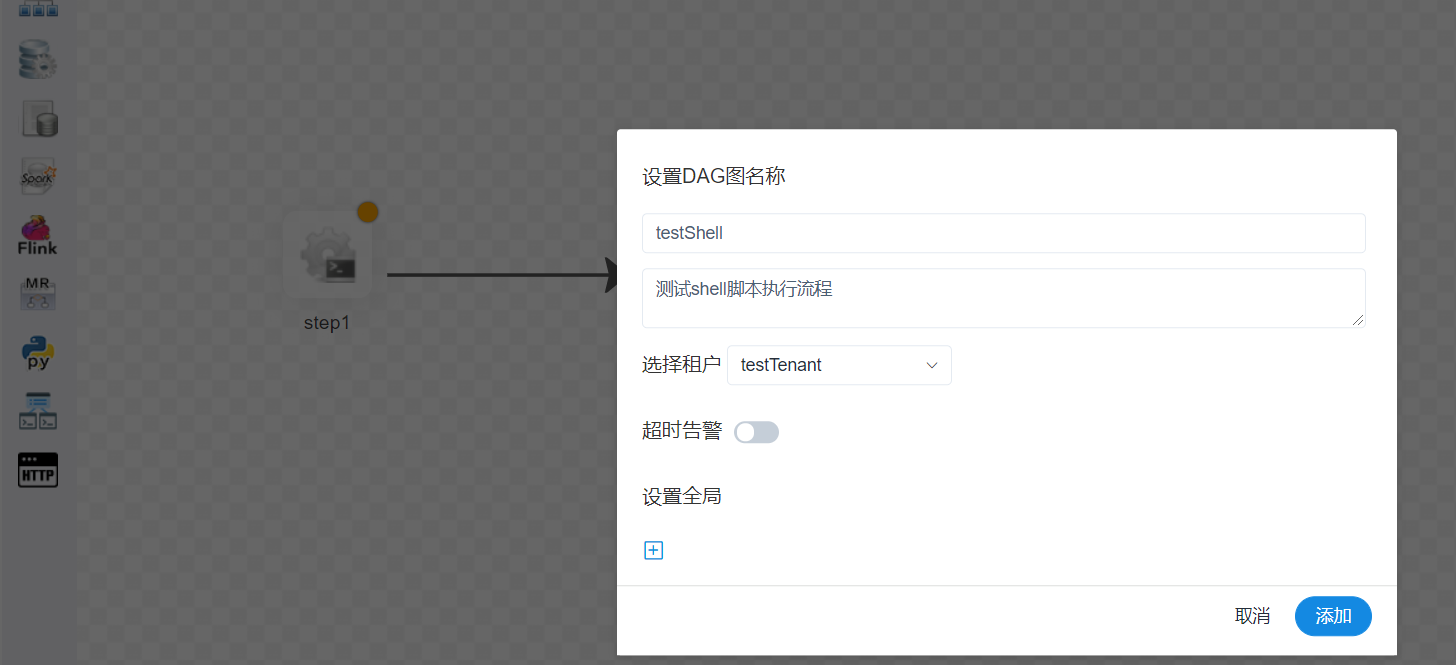 Spark
Flink
MR
py
HTTP
step1
设置DAG图名称
testShell
测试shell脚本执行流程
选择租户 testTenant
超时告警
设置全局
取消 添加